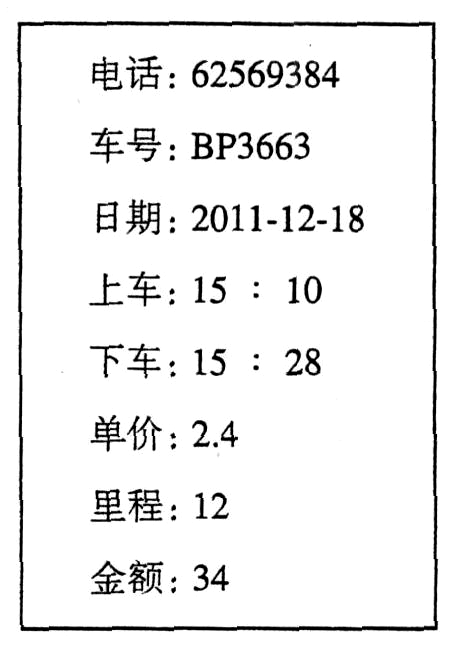 电话：62569384
车号：BP3663
日期：2011-12-18
上车：15 ： 10
下车：15 ： 28
单价：2.4
里程：12
金额：34